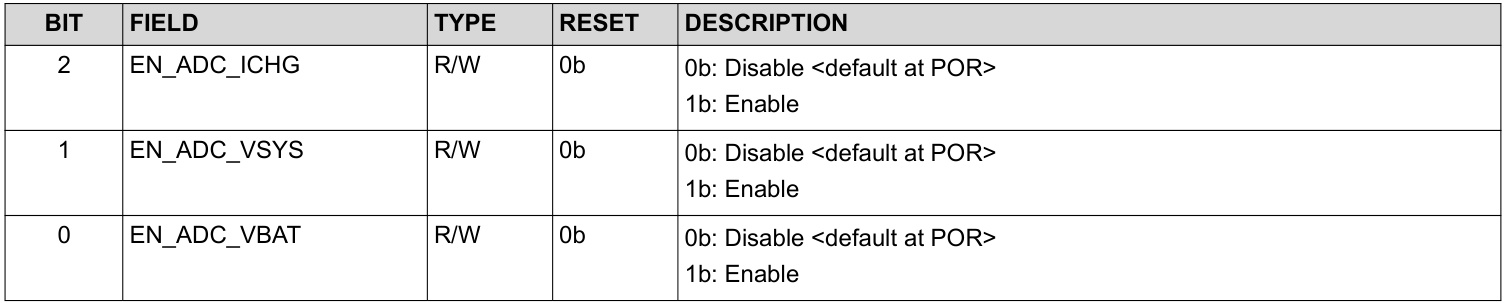 BIT FIELD TYPE RESET DESCRIPTION
2 EN_ADC_ICHG R/W 0b 0b: Disable <default at POR>
1b: Enable
1 EN_ADC_VSYS R/W 0b 0b: Disable <default at POR>
1b: Enable
0 EN_ADC_VBAT R/W 0b 0b: Disable <default at POR>
1b: Enable